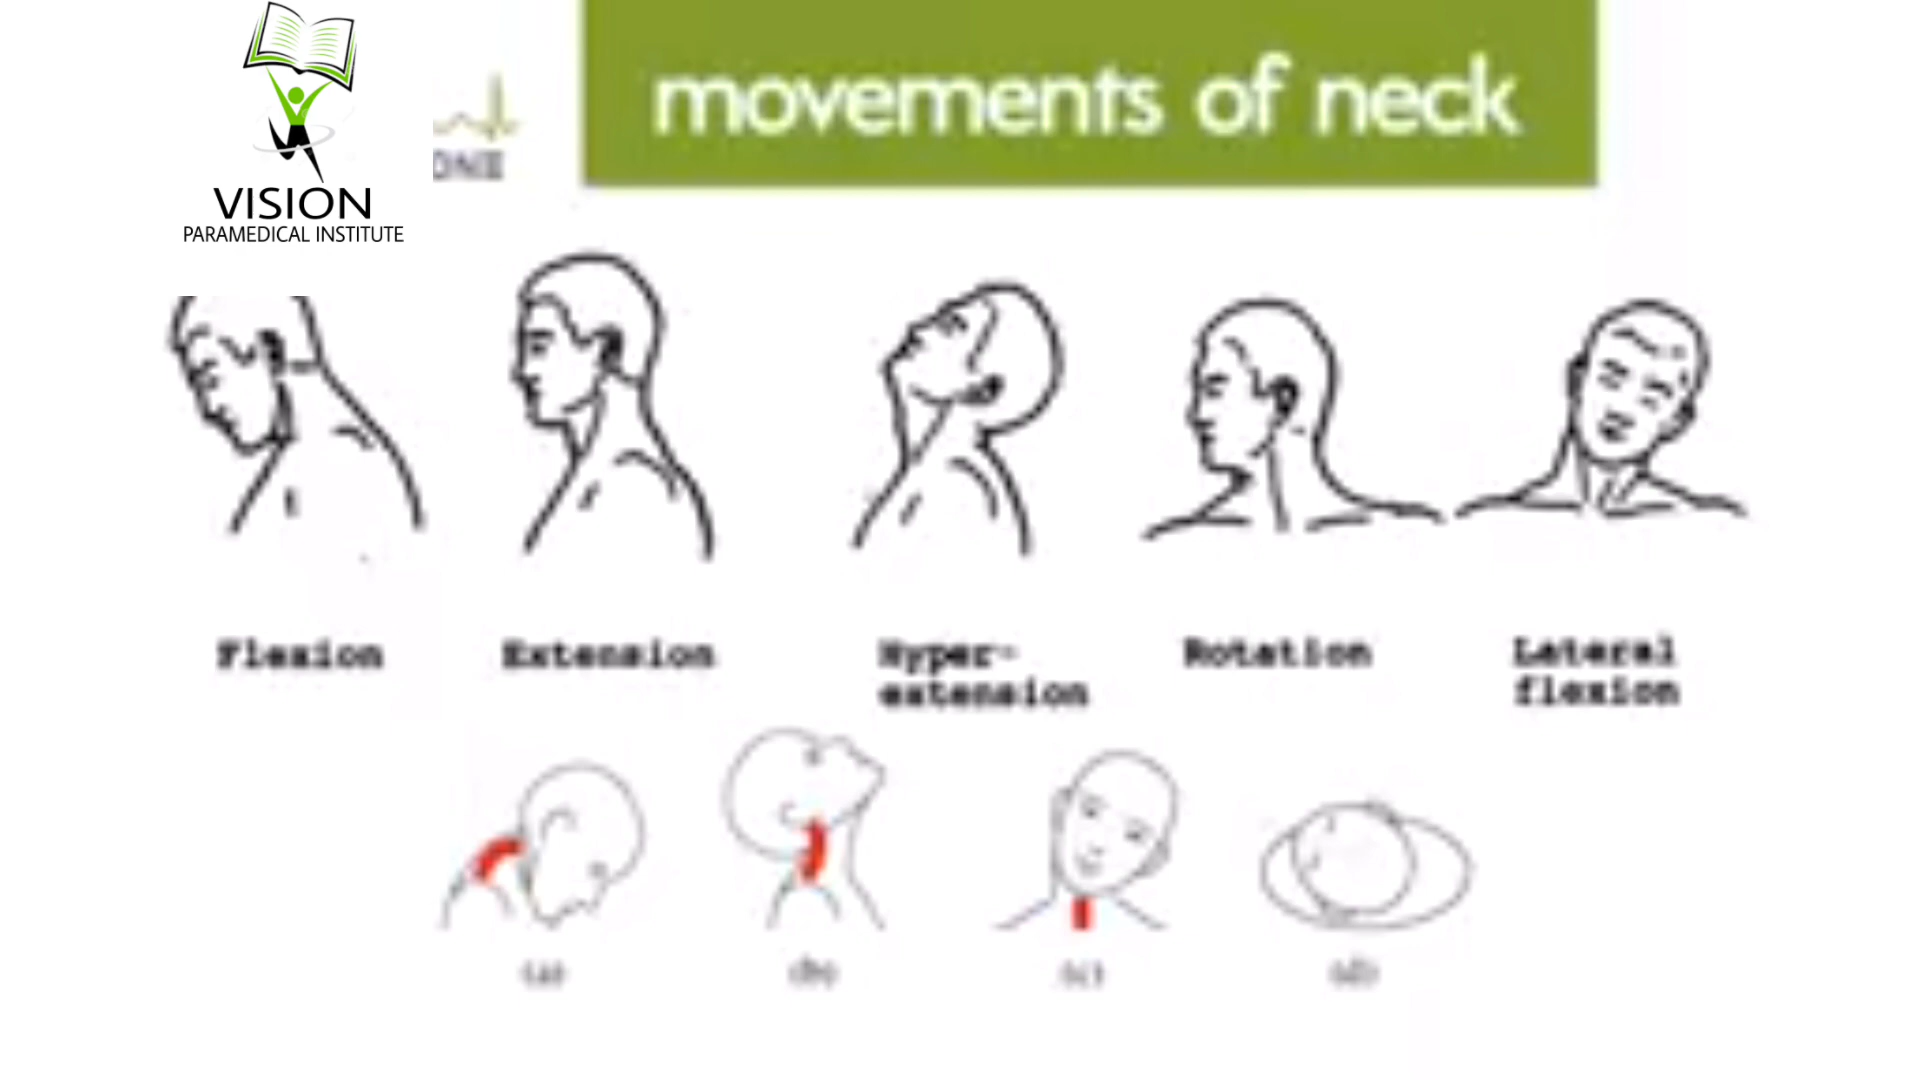 movements of neck
VISION
PARAMEDICAL INSTITUTE
Flexion
Extension
Hyper-
extension
Rotation
Lateral
flexion
(a)
(b)
(c)
(d)